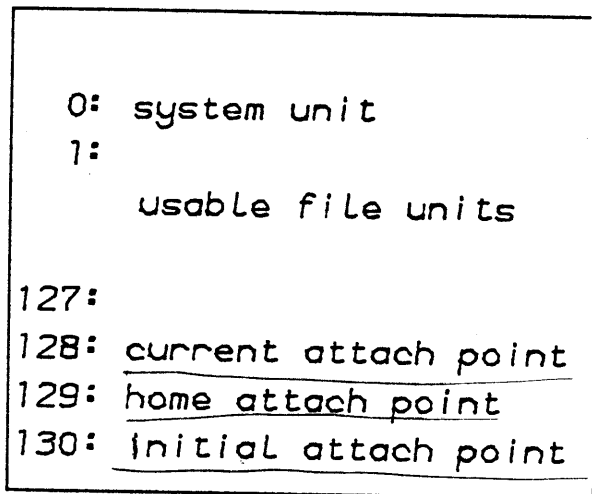 0: system unit
1:
usable file units
127:
128: current attach point
129: home attach point
130: initial attach point